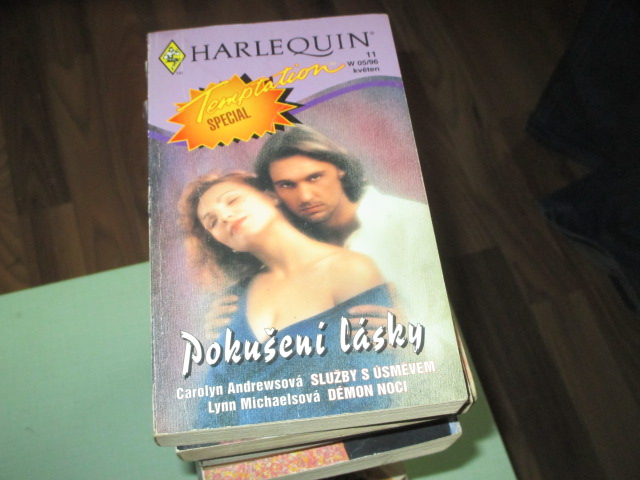 HARLEQUIN®
11
W 05/96
květen
Temptation
SPECIAL
Pokušení lásky
Carolyn Andrewsová SLUŽBY S ÚSMĚVEM
Lynn Michaelsová DÉMON NOCI